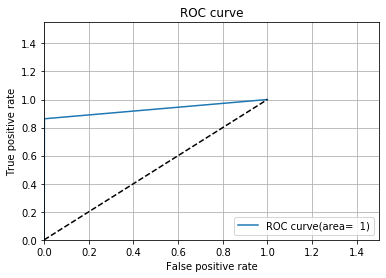 ROC curve
1.4
1.2
1.0
0.8
0.6
0.4
0.2
0.0
True positive rate
ROC curve(area=  1)
0.0 0.2 0.4 0.6 0.8 1.0 1.2 1.4
False positive rate